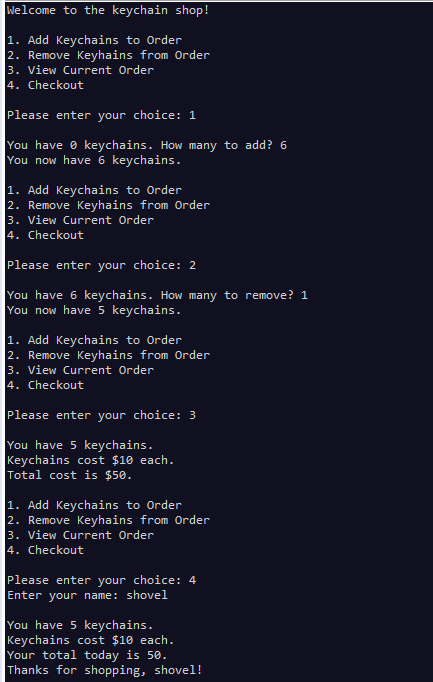 Welcome to the keychain shop!
1. Add Keychains to Order
2. Remove Keyhains from Order
3. View Current Order
4. Checkout
Please enter your choice: 1
You have 0 keychains. How many to add? 6
You now have 6 keychains.
1. Add Keychains to Order
2. Remove Keyhains from Order
3. View Current Order
4. Checkout
Please enter your choice: 2
You have 6 keychains. How many to remove? 1
You now have 5 keychains.
1. Add Keychains to Order
2. Remove Keyhains from Order
3. View Current Order
4. Checkout
Please enter your choice: 3
You have 5 keychains.
Keychains cost $10 each.
Total cost is $50.
1. Add Keychains to Order
2. Remove Keyhains from Order
3. View Current Order
4. Checkout
Please enter your choice: 4
Enter your name: shovel
You have 5 keychains.
Keychains cost $10 each.
Your total today is 50.
Thanks for shopping, shovel!